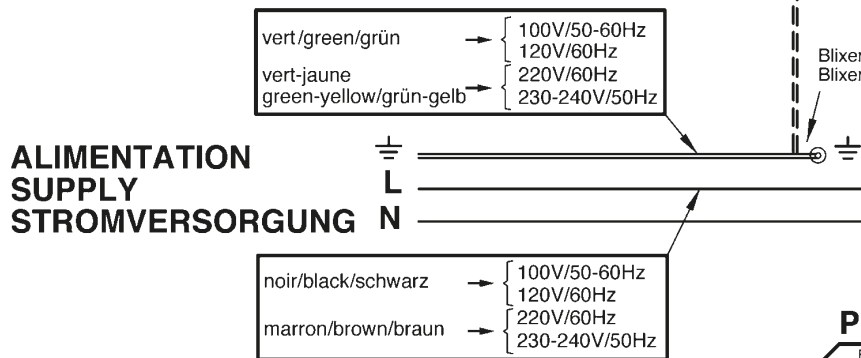 vert/green/grün
100V/50-60Hz
120V/60Hz
vert-jaune
green-yellow/grün-gelb
220V/60Hz
230-240V/50Hz
Blixer
Blixer
ALIMENTATION
SUPPLY
STROMVERSORGUNG
L
N
noir/black/schwarz
100V/50-60Hz
120V/60Hz
marron/brown/braun
220V/60Hz
230-240V/50Hz
P